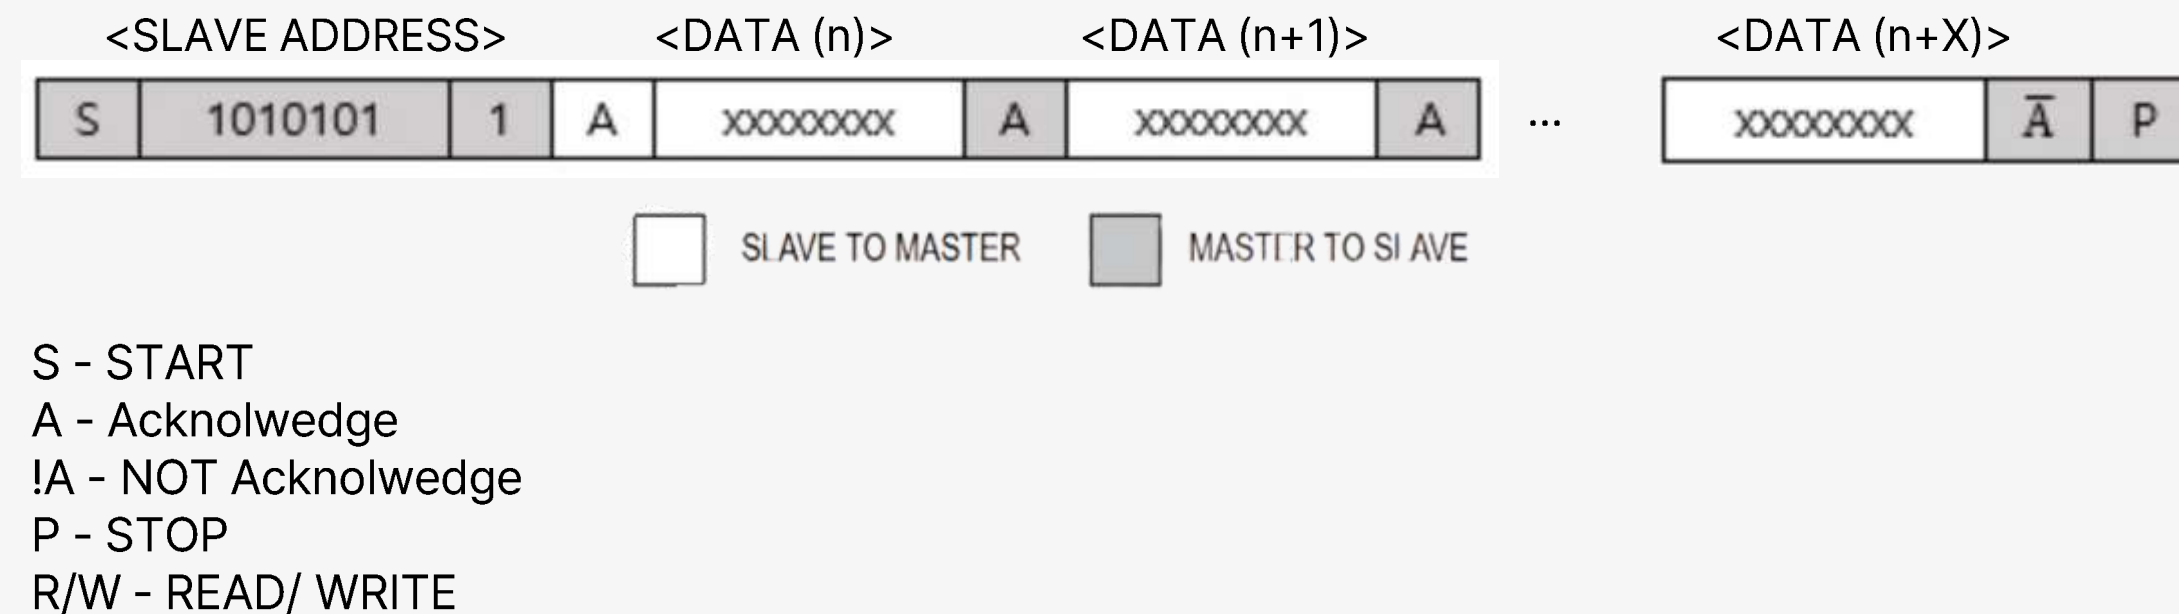 <SLAVE ADDRESS> <DATA (n)> <DATA (n+1)> <DATA (n+X)>
S 1010101 1 A XXXXXXXX A XXXXXXXX A ... XXXXXXXX A̅ P
SLAVE TO MASTER MASTER TO SLAVE
S - START
A - Acknolwedge
!A - NOT Acknolwedge
P - STOP
R/W - READ/ WRITE